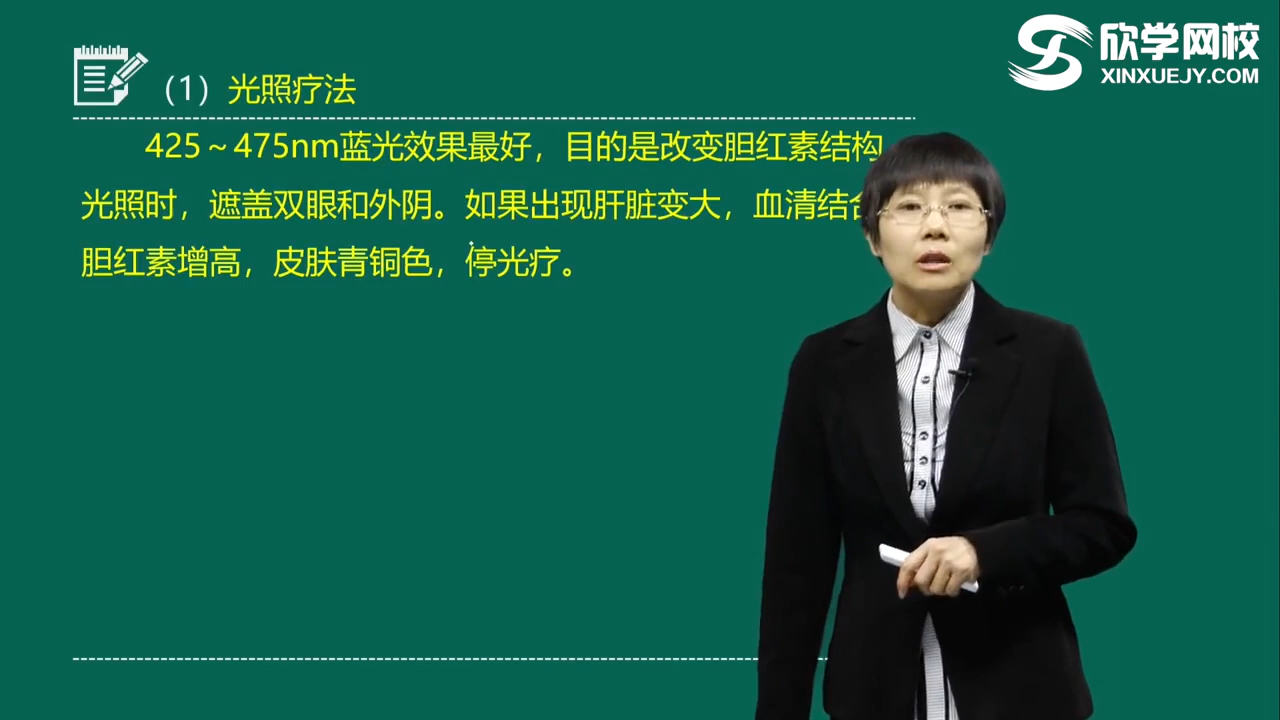 欣学网校
XINXUEJY.COM
（1）光照疗法
425～475nm蓝光效果最好，目的是改变胆红素结构
光照时，遮盖双眼和外阴。如果出现肝脏变大，血清结合
胆红素增高，皮肤青铜色，停光疗。